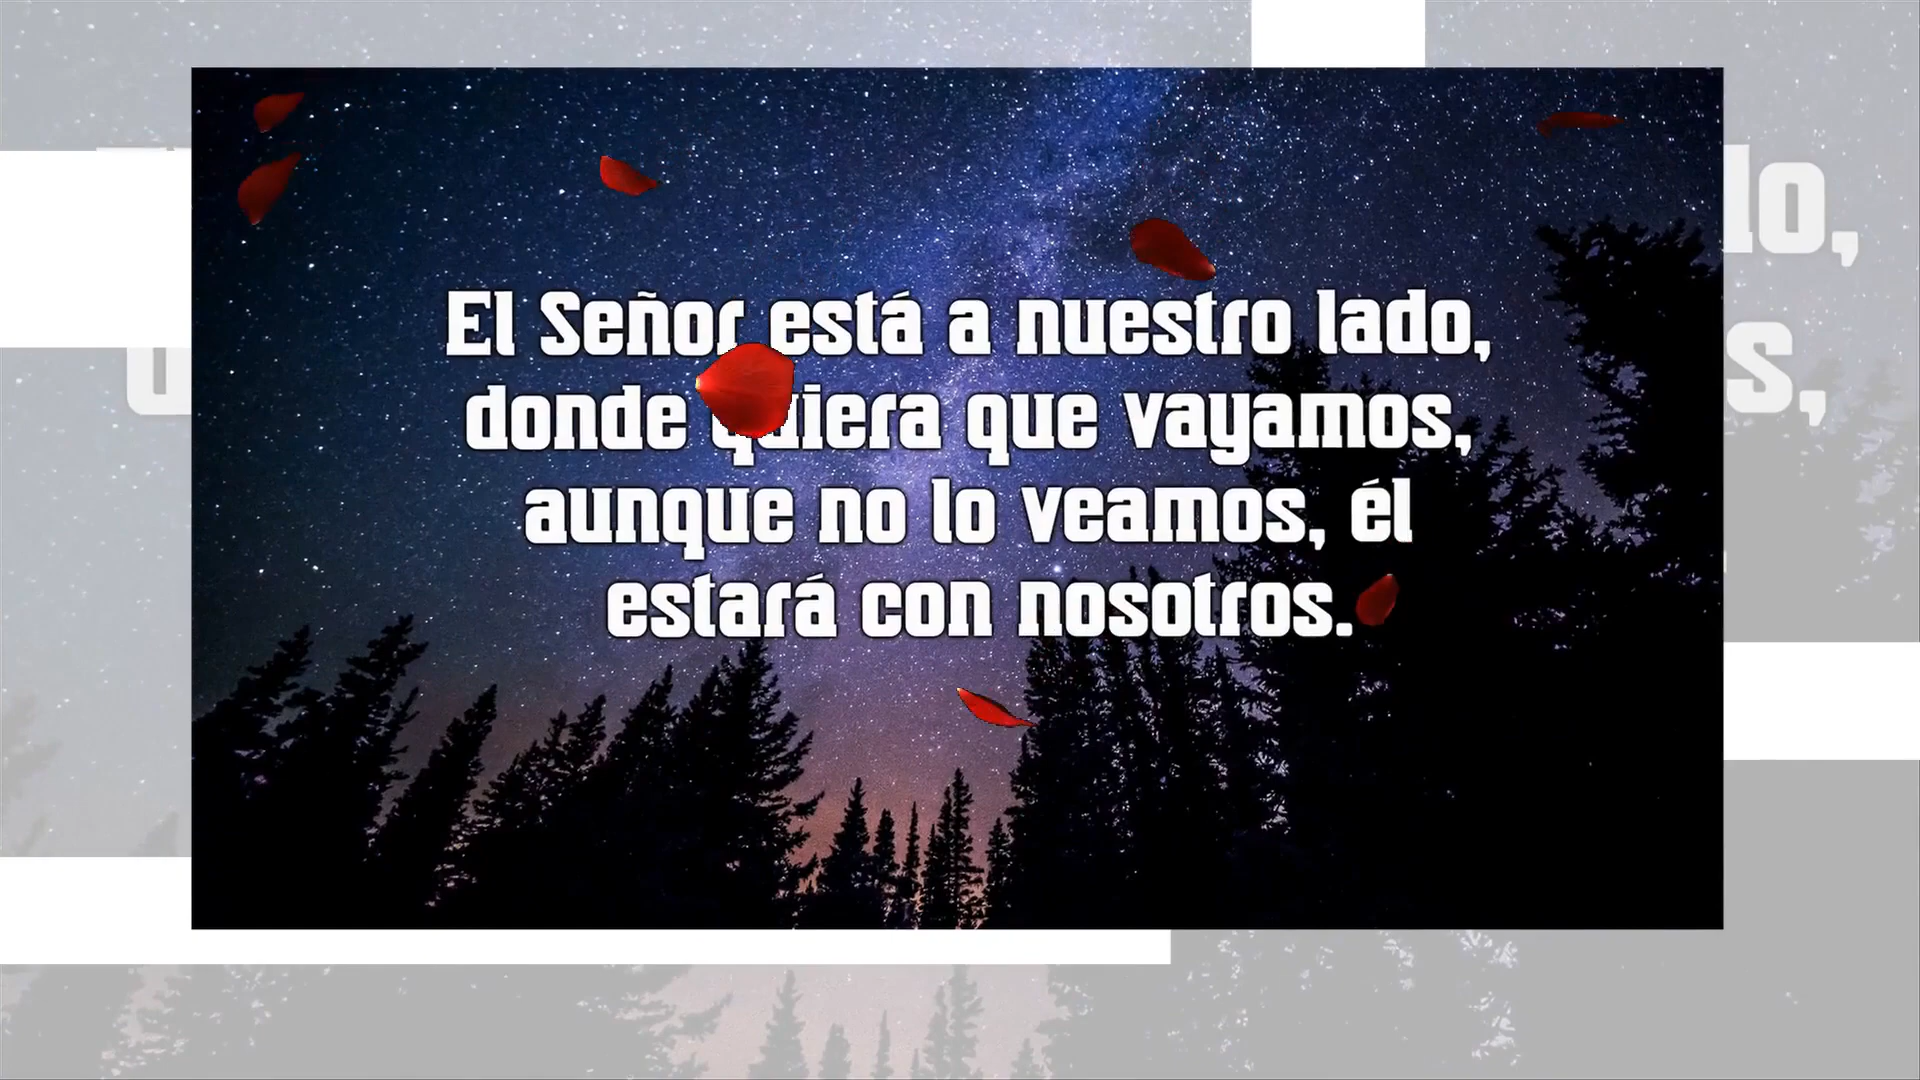 El Señor está a nuestro lado,
donde quiera que vayamos,
aunque no lo veamos, él
estará con nosotros.